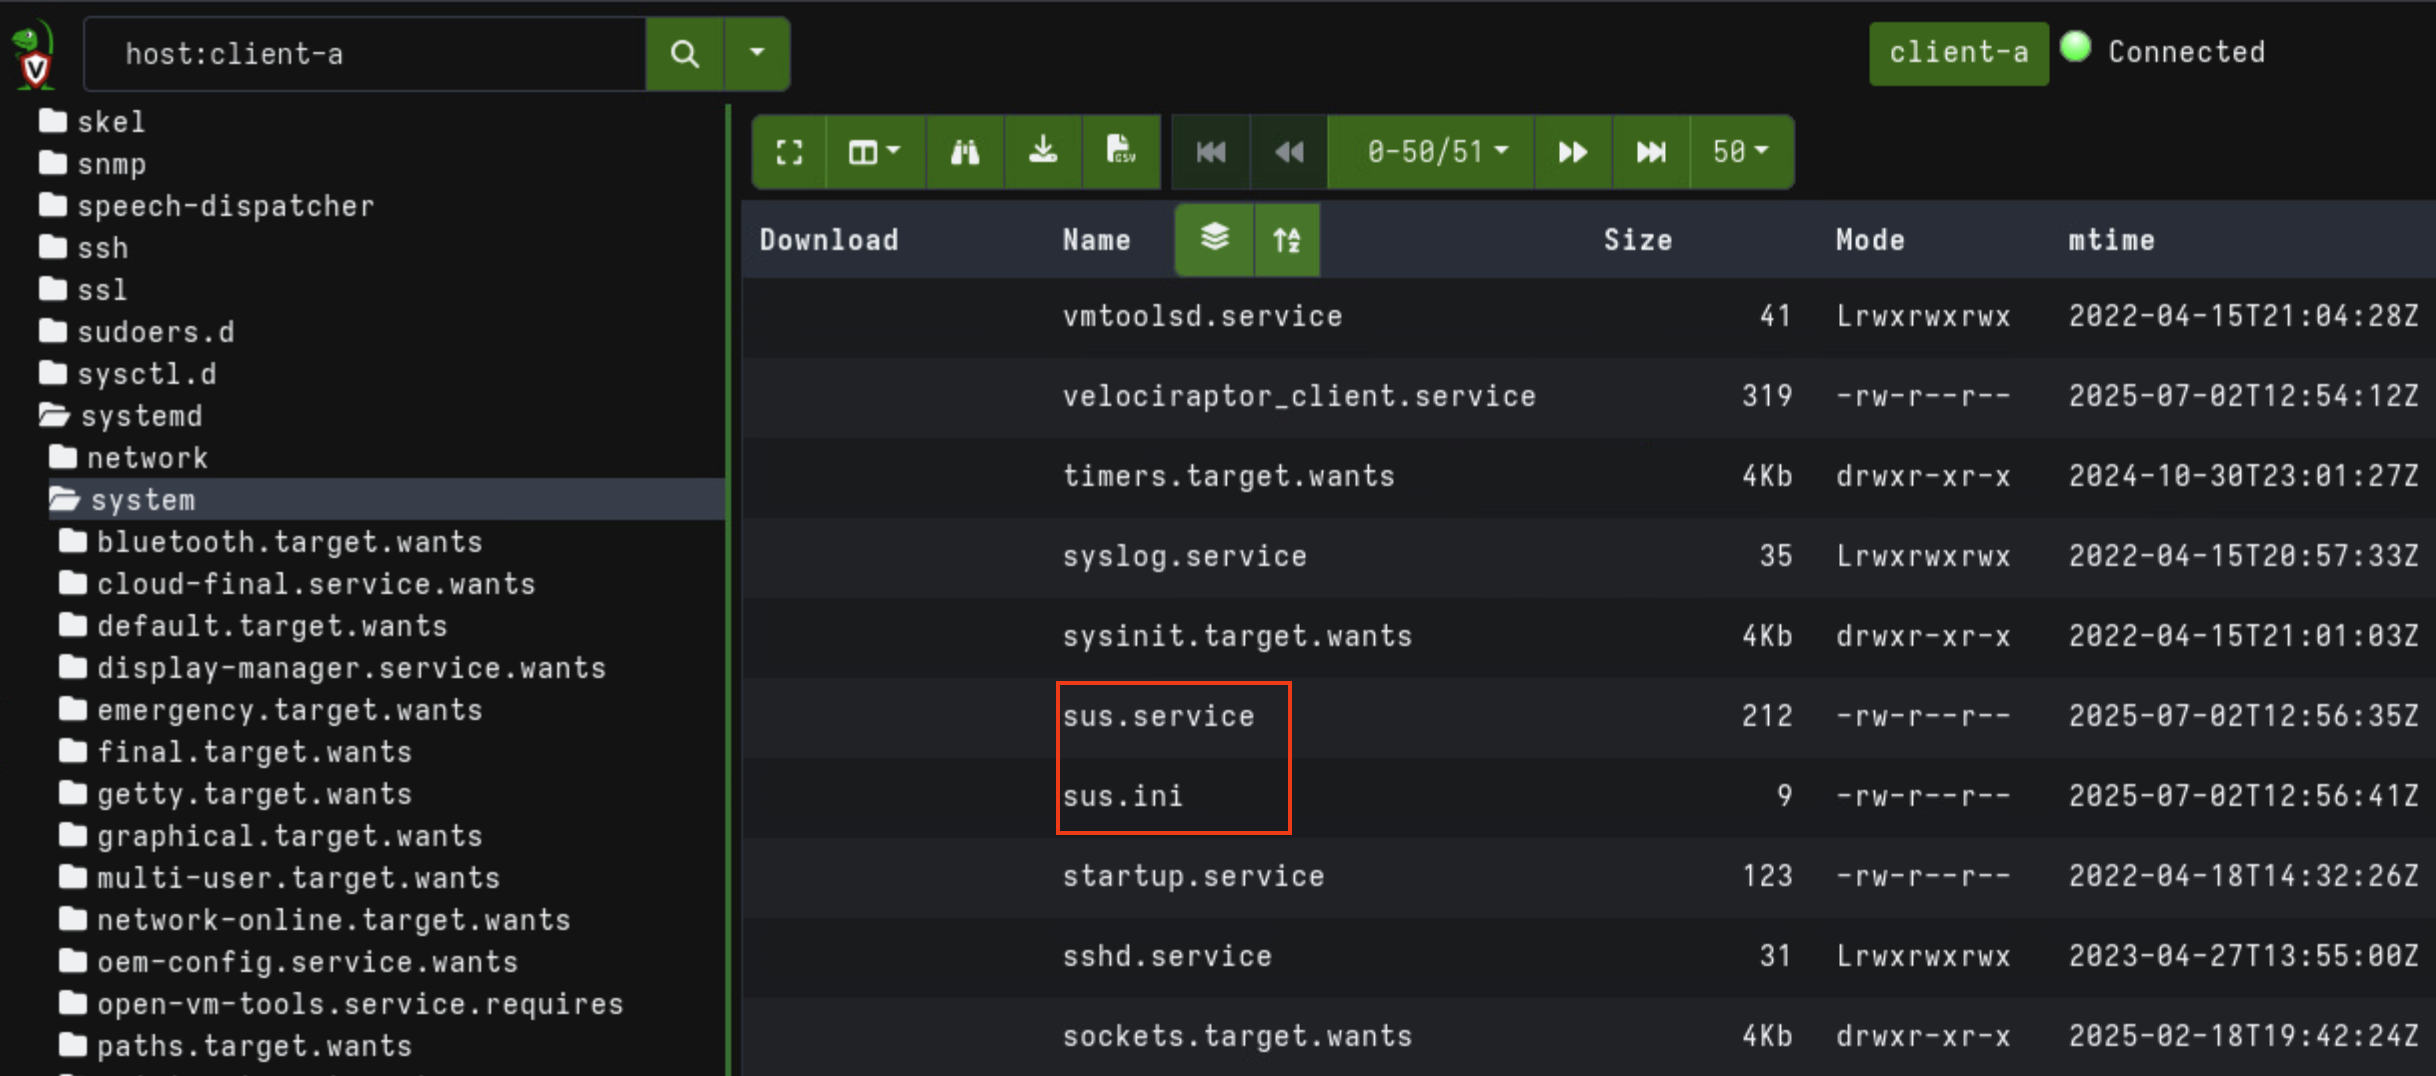 host:client-a
client-a Connected
skel
snmp
speech-dispatcher
ssh
ssl
sudoers.d
sysctl.d
systemd
network
system
bluetooth.target.wants
cloud-final.service.wants
default.target.wants
display-manager.service.wants
emergency.target.wants
final.target.wants
getty.target.wants
graphical.target.wants
multi-user.target.wants
network-online.target.wants
oem-config.service.wants
open-vm-tools.service.requires
paths.target.wants
CSV 0-50/51 50
Download Name Size Mode mtime
vmtoolsd.service 41 Lrwxrwxrwx 2022-04-15T21:04:28Z
velociraptor_client.service 319 -rw-r--r-- 2025-07-02T12:54:12Z
timers.target.wants 4Kb drwxr-xr-x 2024-10-30T23:01:27Z
syslog.service 35 Lrwxrwxrwx 2022-04-15T20:57:33Z
sysinit.target.wants 4Kb drwxr-xr-x 2022-04-15T21:01:03Z
sus.service 212 -rw-r--r-- 2025-07-02T12:56:35Z
sus.ini 9 -rw-r--r-- 2025-07-02T12:56:41Z
startup.service 123 -rw-r--r-- 2022-04-18T14:32:26Z
sshd.service 31 Lrwxrwxrwx 2023-04-27T13:55:00Z
sockets.target.wants 4Kb drwxr-xr-x 2025-02-18T19:42:24Z